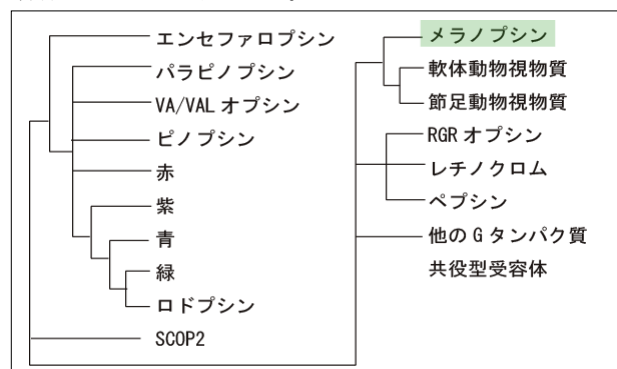 エンセファロプシン
パラピノプシン
VA/VAL オプシン
ピノプシン
赤
紫
青
緑
ロドプシン
SCOP2
メラノプシン
軟体動物視物質
節足動物視物質
RGR オプシン
レチノクロム
ペプシン
他の G タンパク質
共役型受容体